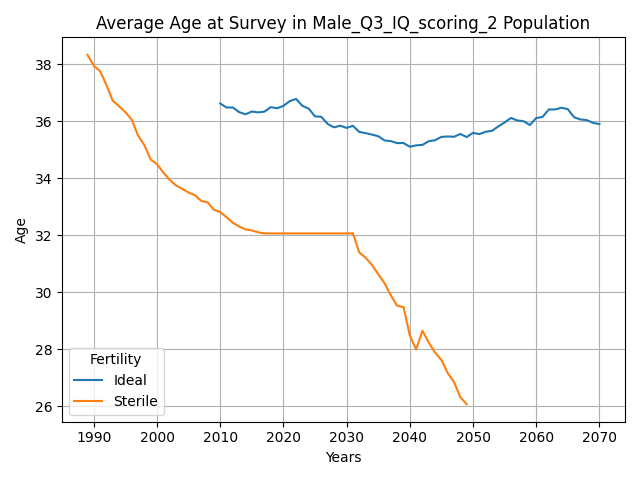 Average Age at Survey in Male_Q3_IQ_scoring_2 Population
38
36
34
32
30
28
26
Age
Fertility
Ideal
Sterile
1990 2000 2010 2020 2030 2040 2050 2060 2070
Years